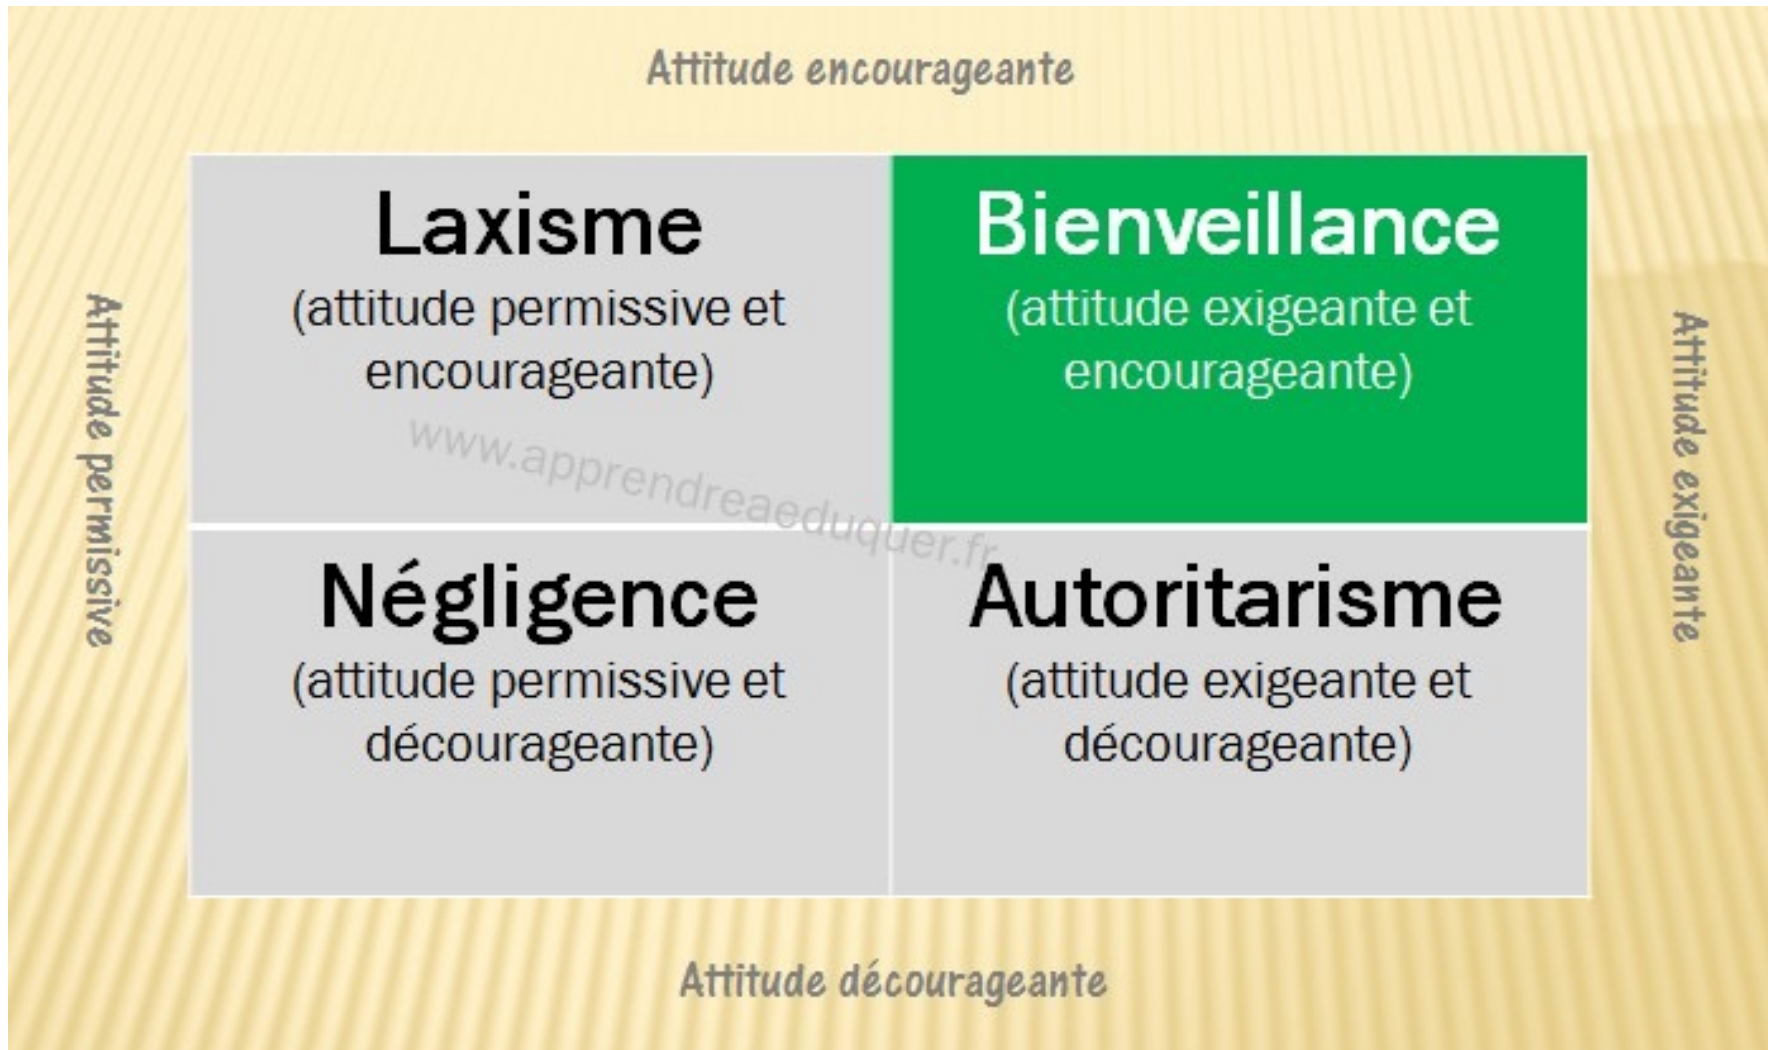 Attitude encourageante
Laxisme
(attitude permissive et
encourageante)
Bienveillance
(attitude exigeante et
encourageante)
Attitude permissive
Attitude exigeante
www.apprendreaeduquer.fr
Négligence
(attitude permissive et
décourageante)
Autoritarisme
(attitude exigeante et
décourageante)
Attitude décourageante